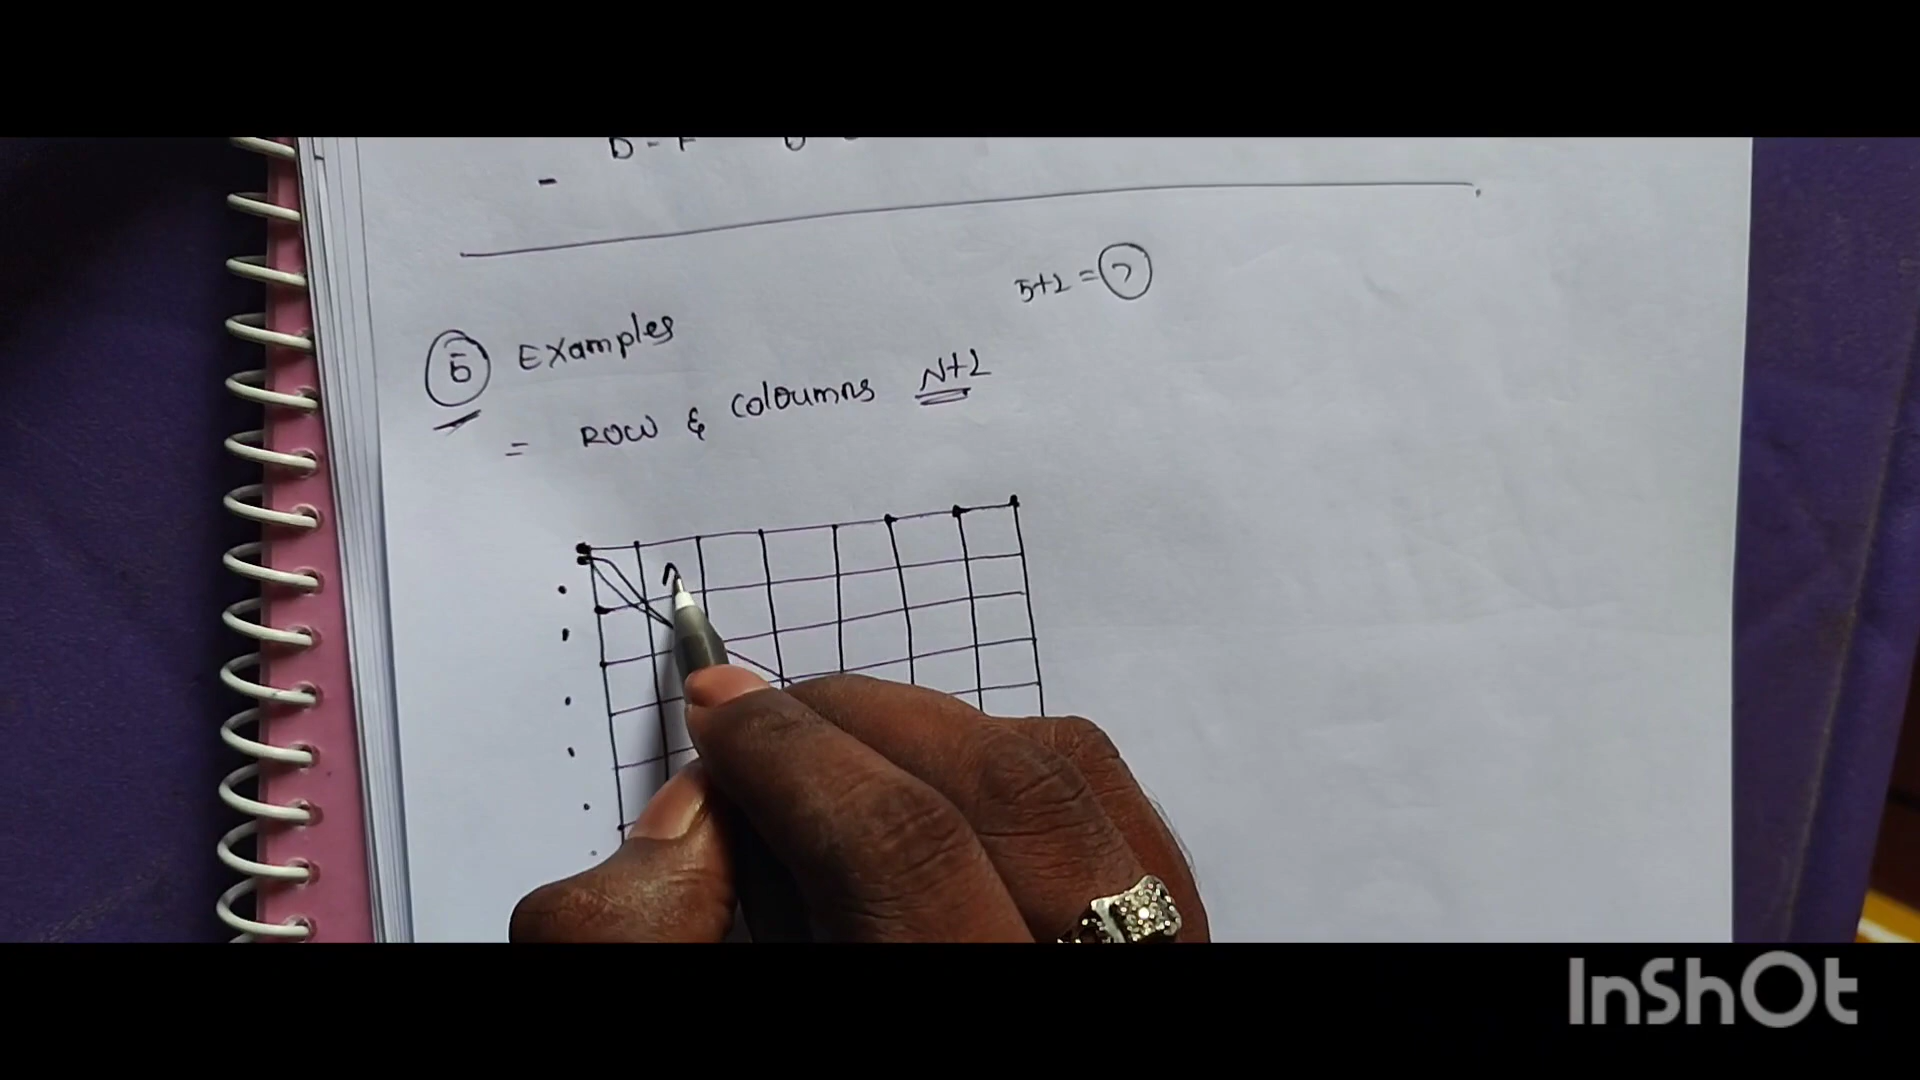 D - F
5+2 = 7
5 Examples
= ROW & COLOUMNS N+2
InShOt